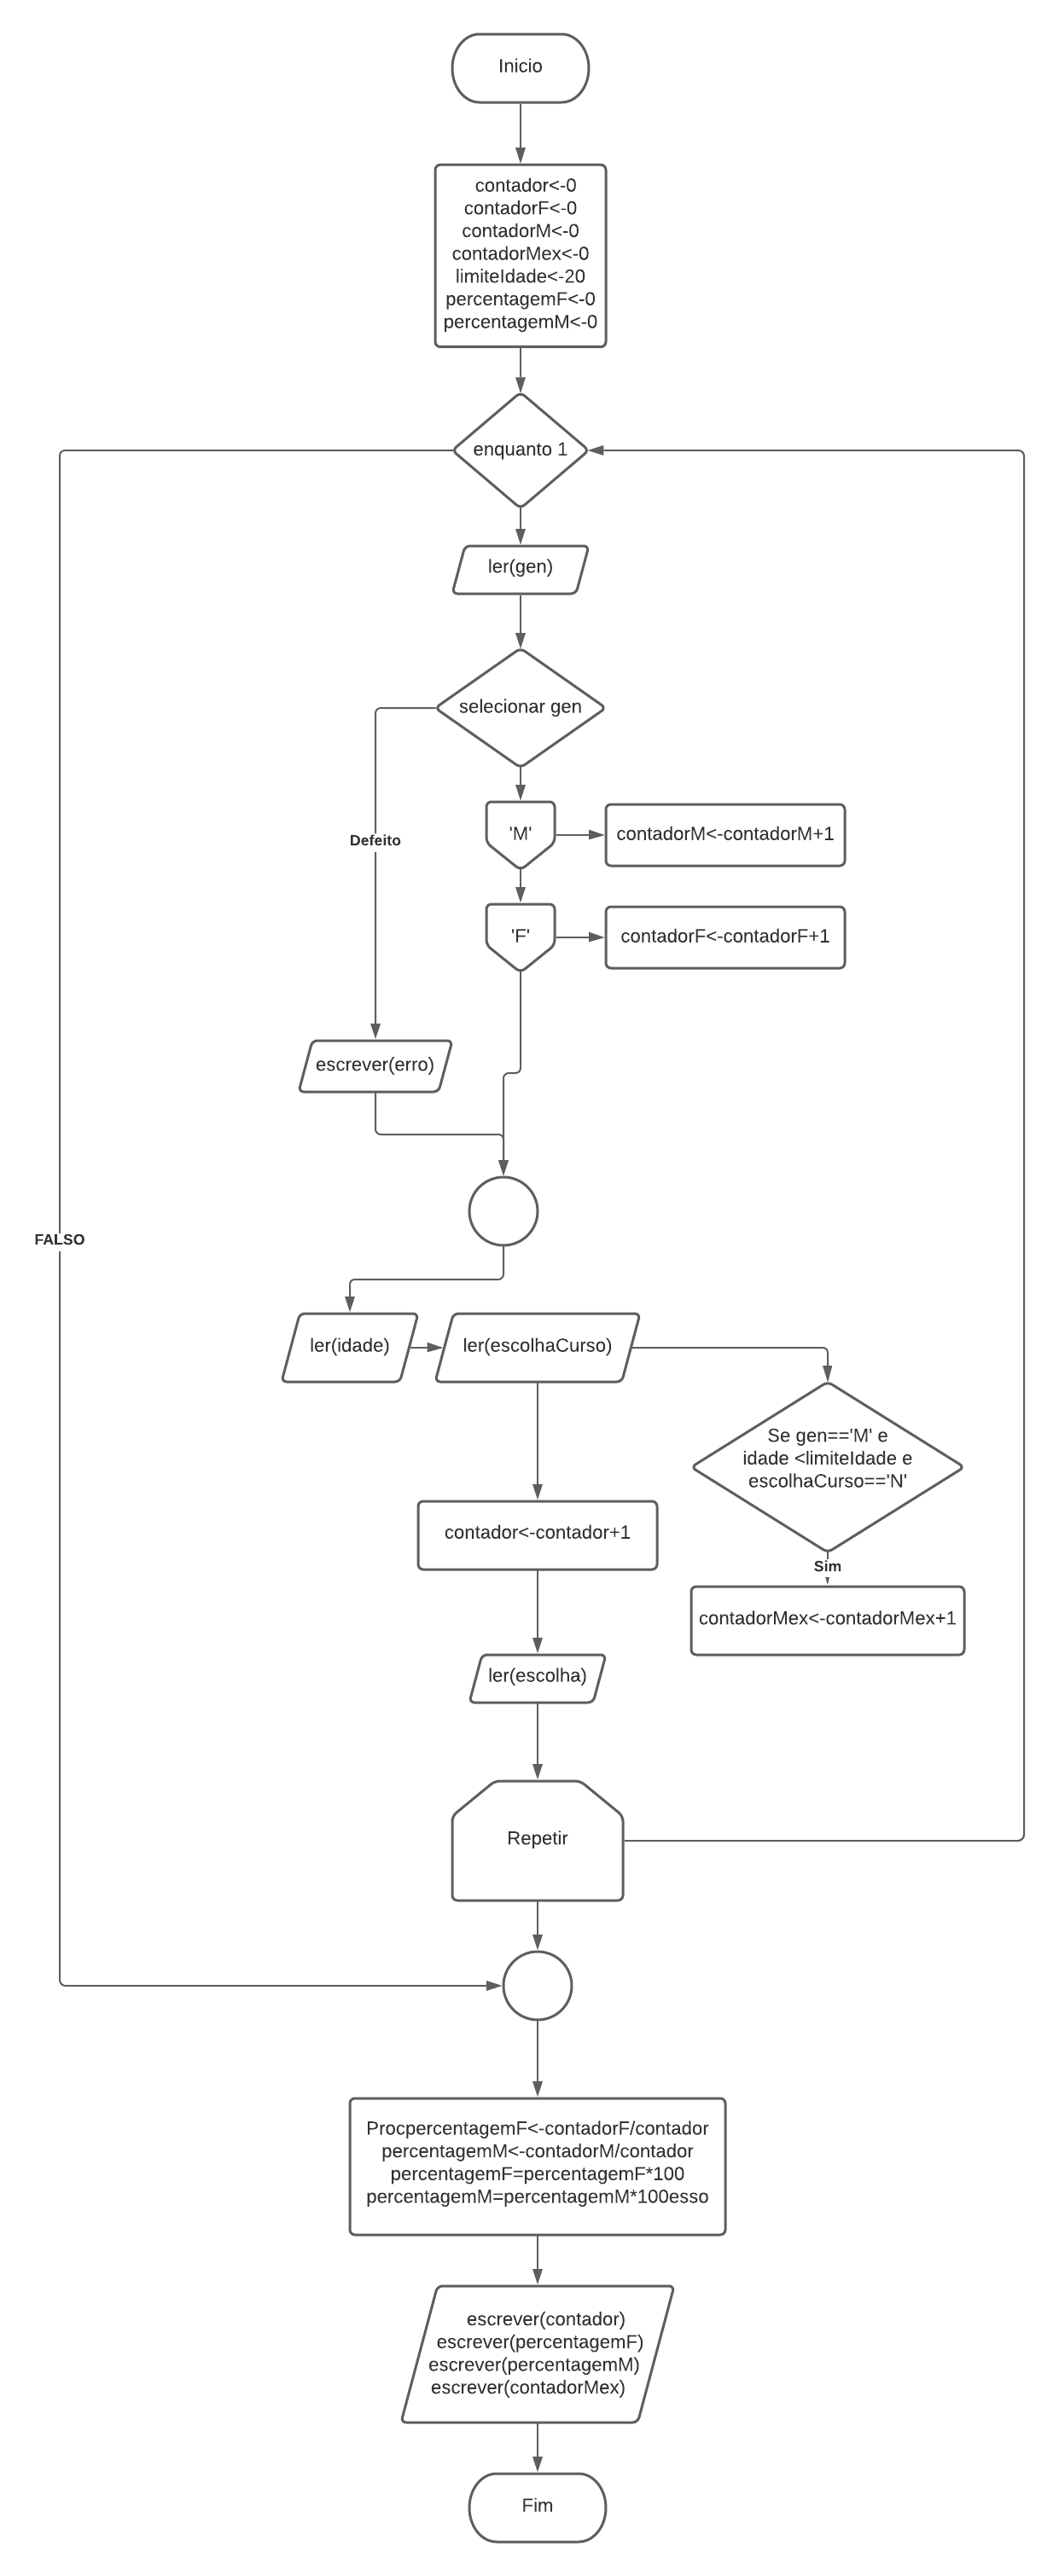 Inicio
contador<-0
contadorF<-0
contadorM<-0
contadorMex<-0
limiteIdade<-20
percentagemF<-0
percentagemM<-0
enquanto 1
ler(gen)
selecionar gen
'M'
contadorM<-contadorM+1
Defeito
'F'
contadorF<-contadorF+1
escrever(erro)
FALSO
ler(idade)
ler(escolhaCurso)
Se gen=='M' e
idade <limiteIdade e
escolhaCurso=='N'
contador<-contador+1
Sim
contadorMex<-contadorMex+1
ler(escolha)
Repetir
ProcpercentagemF<-contadorF/contador
percentagemM<-contadorM/contador
percentagemF=percentagemF*100
percentagemM=percentagemM*100esso
escrever(contador)
escrever(percentagemF)
escrever(percentagemM)
escrever(contadorMex)
Fim